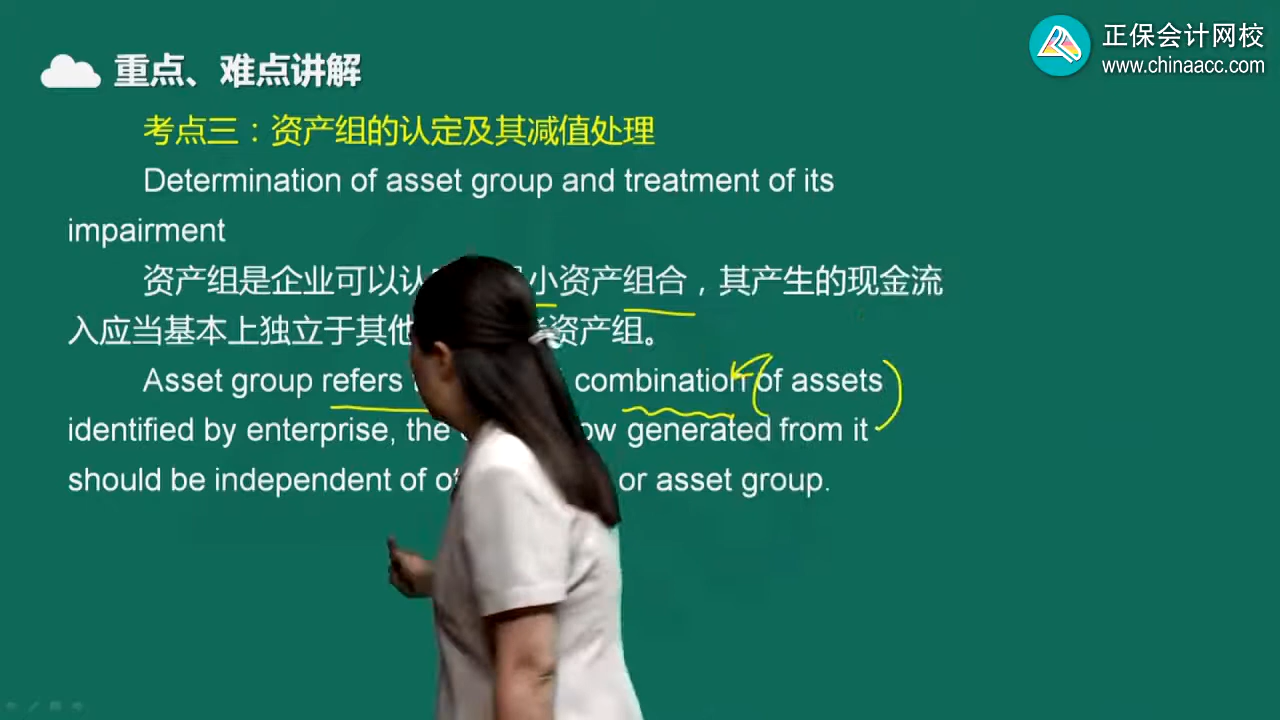 正保会计网校
www.chinaacc.com
重点、难点讲解
考点三：资产组的认定及其减值处理
Determination of asset group and treatment of its
impairment
资产组是企业可以认 小资产组合，其产生的现金流
入应当基本上独立于其他 资产组。
Asset group refers combination of assets
identified by enterprise, the generated from it
should be independent of or asset group.